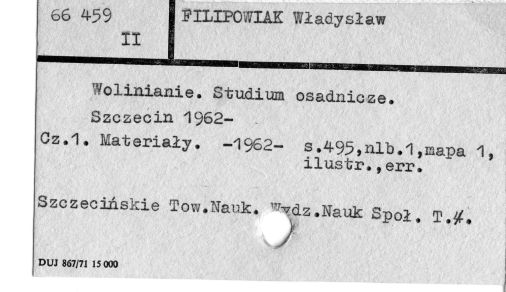 66 459
II
FILIPOWIAK Władysław
Wolinianie. Studium osadnicze.
Szczecin 1962-
Cz.1. Materiały. -1962- s.495,nlb.1,mapa 1,
ilustr.,err.
Szczecińskie Tow.Nauk. Wydz.Nauk Społ. T.4.
DUJ 867/71 15 000